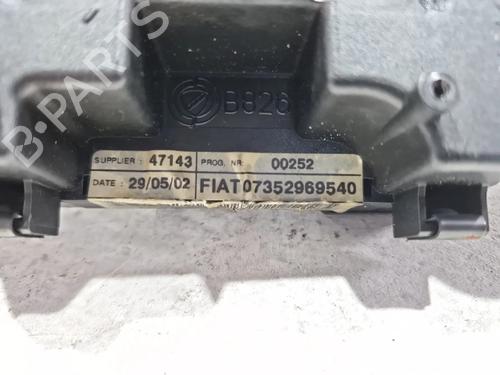 B826
SUPPLIER : 47143 PROG. NR: 00252
DATE : 29/05/02 FIAT07352969540
B-PARTS